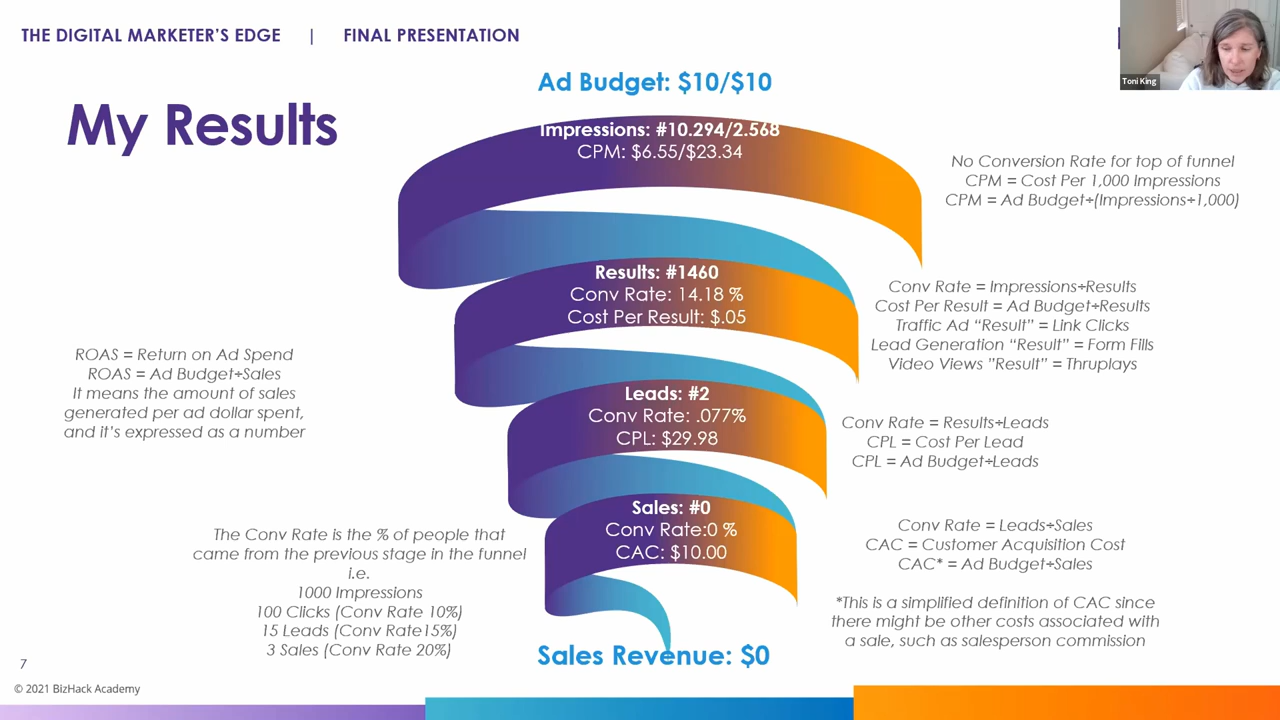 THE DIGITAL MARKETER'S EDGE | FINAL PRESENTATION
Toni King
My Results
Ad Budget: $10/$10
Impressions: #10.294/2.568
CPM: $6.55/$23.34
No Conversion Rate for top of funnel
CPM = Cost Per 1,000 Impressions
CPM = Ad Budget÷(Impressions÷1,000)
Results: #1460
Conv Rate: 14.18 %
Cost Per Result: $.05
Conv Rate = Impressions÷Results
Cost Per Result = Ad Budget÷Results
Traffic Ad “Result” = Link Clicks
Lead Generation “Result” = Form Fills
Video Views ”Result” = Thruplays
ROAS = Return on Ad Spend
ROAS = Ad Budget÷Sales
It means the amount of sales
generated per ad dollar spent,
and it’s expressed as a number
Leads: #2
Conv Rate: .077%
CPL: $29.98
Conv Rate = Results÷Leads
CPL = Cost Per Lead
CPL = Ad Budget÷Leads
Sales: #0
Conv Rate:0 %
CAC: $10.00
Conv Rate = Leads÷Sales
CAC = Customer Acquisition Cost
CAC* = Ad Budget÷Sales
*This is a simplified definition of CAC since
there might be other costs associated with
a sale, such as salesperson commission
The Conv Rate is the % of people that
came from the previous stage in the funnel
i.e.
1000 Impressions
100 Clicks (Conv Rate 10%)
15 Leads (Conv Rate15%)
3 Sales (Conv Rate 20%)
Sales Revenue: $0
7
© 2021 BizHack Academy